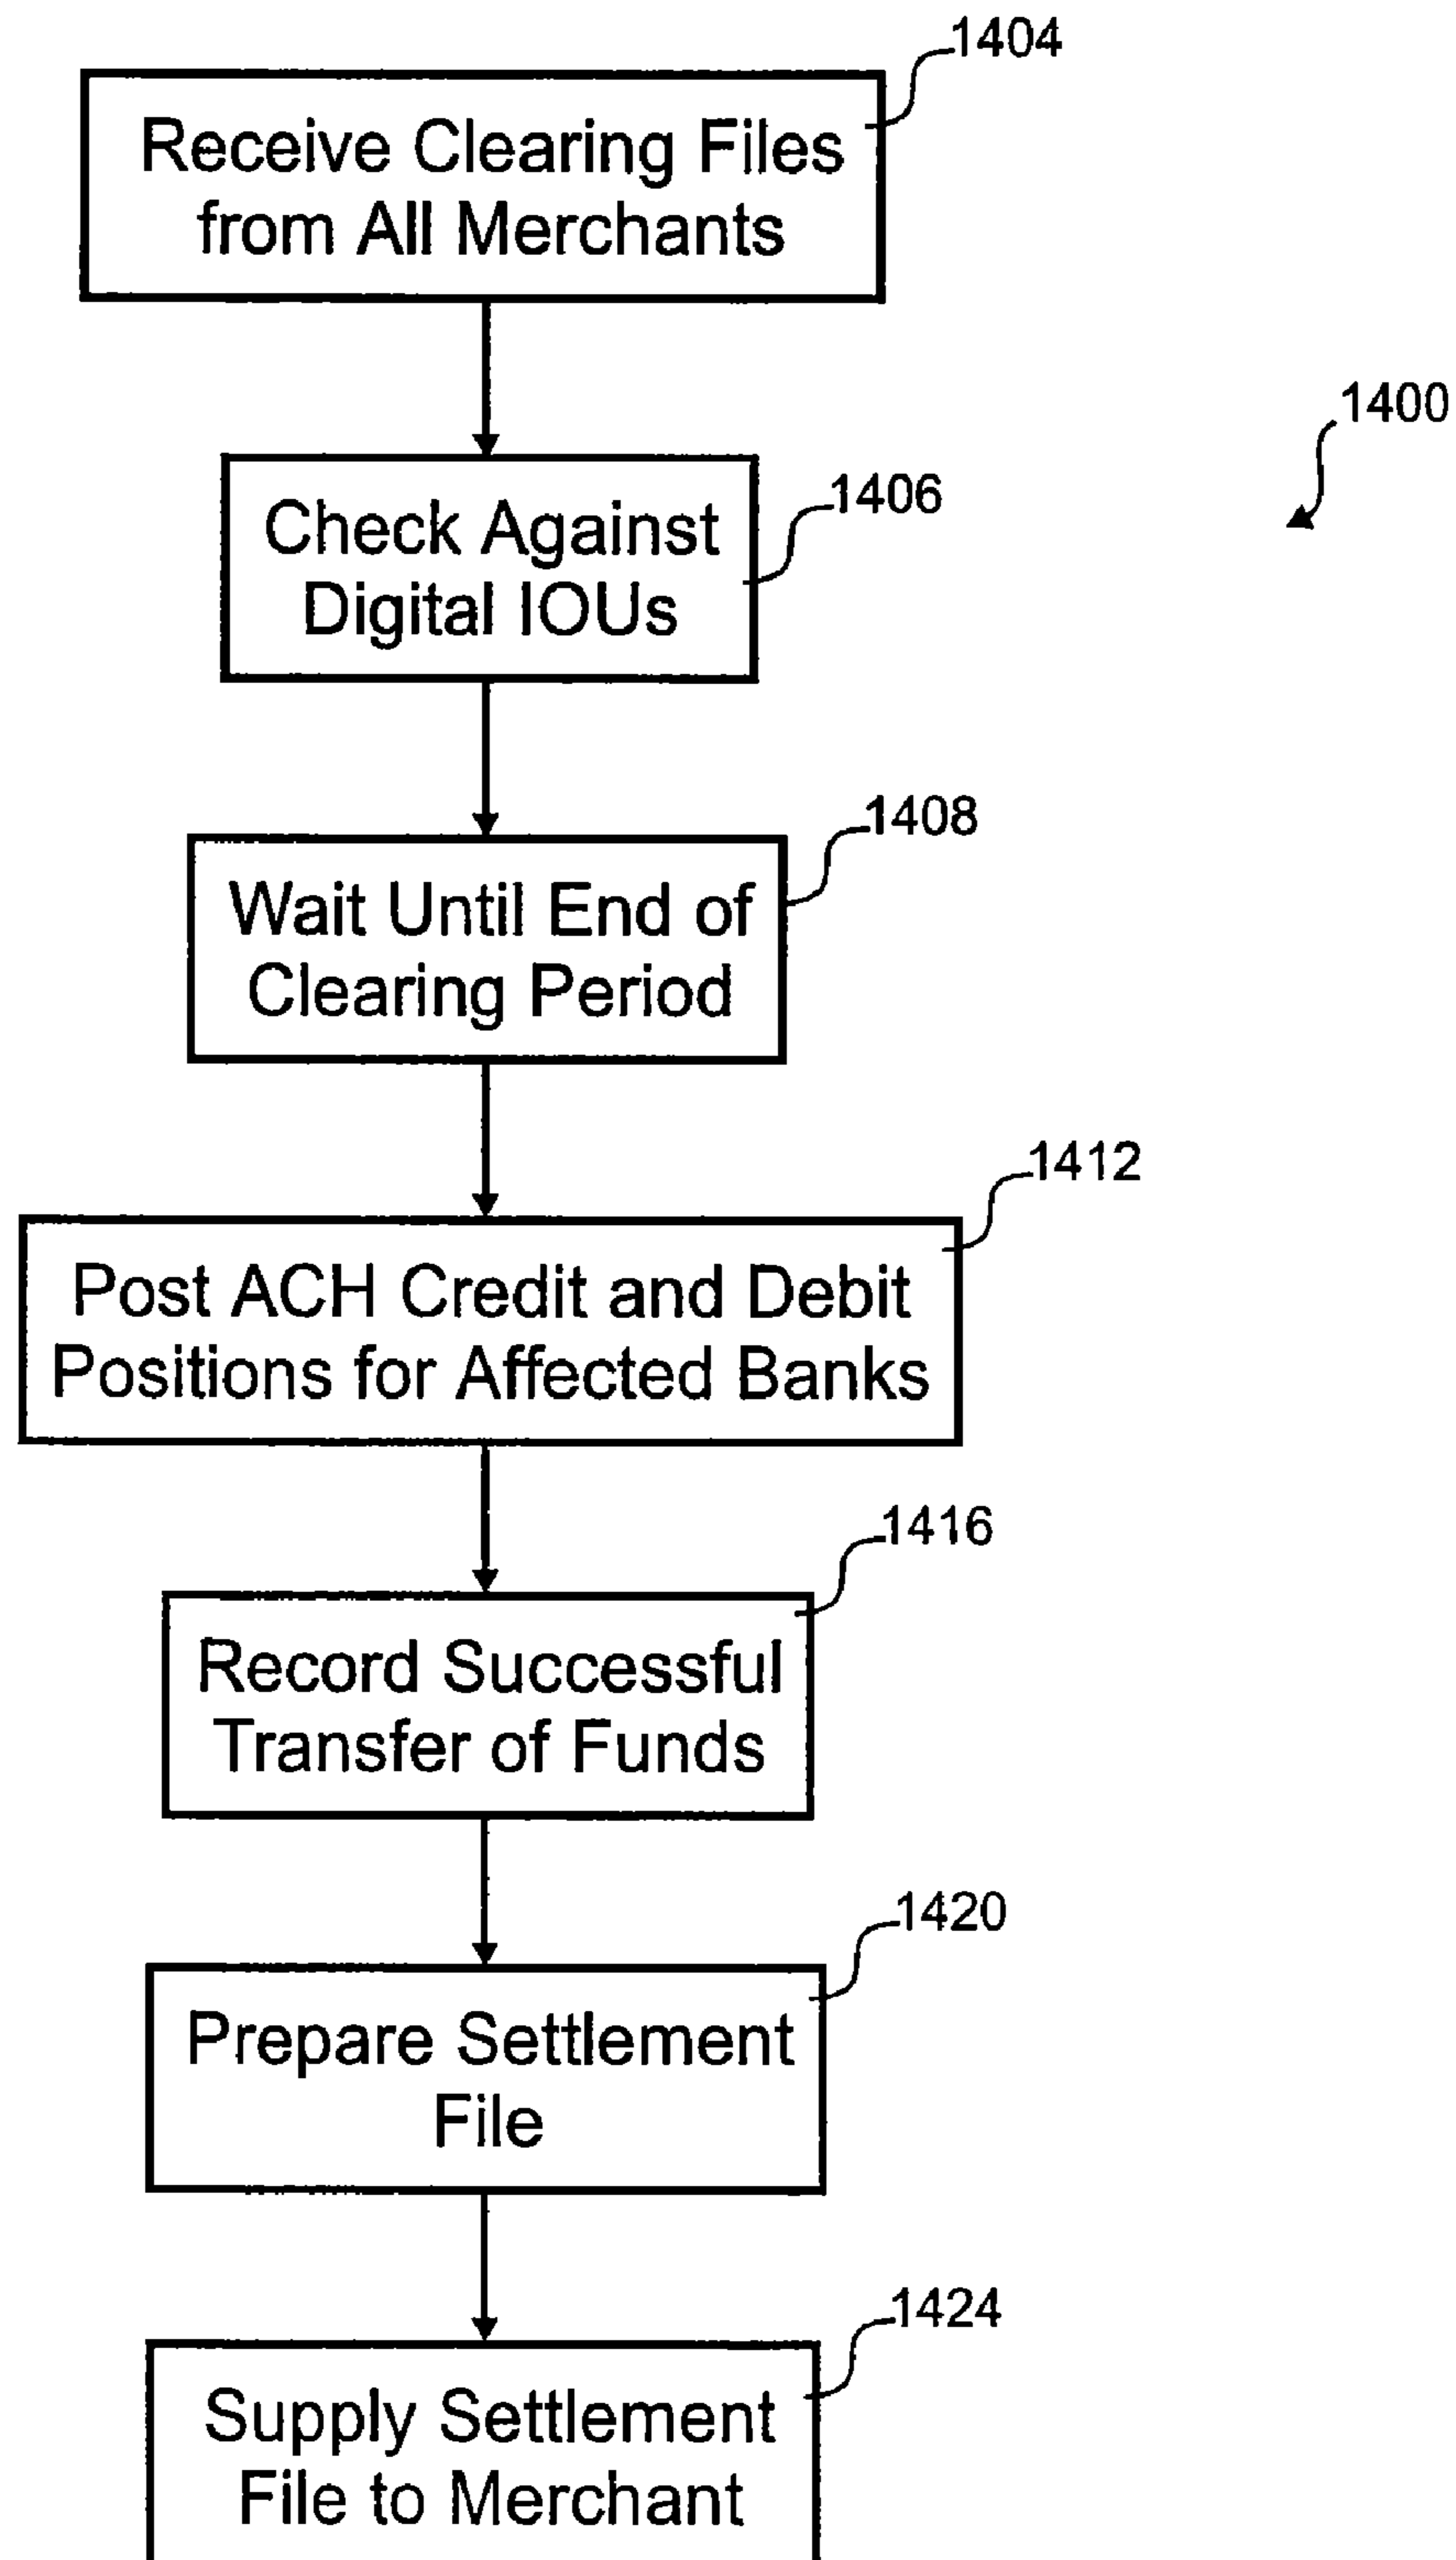 1404
Receive Clearing Files
from All Merchants
1400
1406
Check Against
Digital IOUs
1408
Wait Until End of
Clearing Period
1412
Post ACH Credit and Debit
Positions for Affected Banks
1416
Record Successful
Transfer of Funds
1420
Prepare Settlement
File
1424
Supply Settlement
File to Merchant